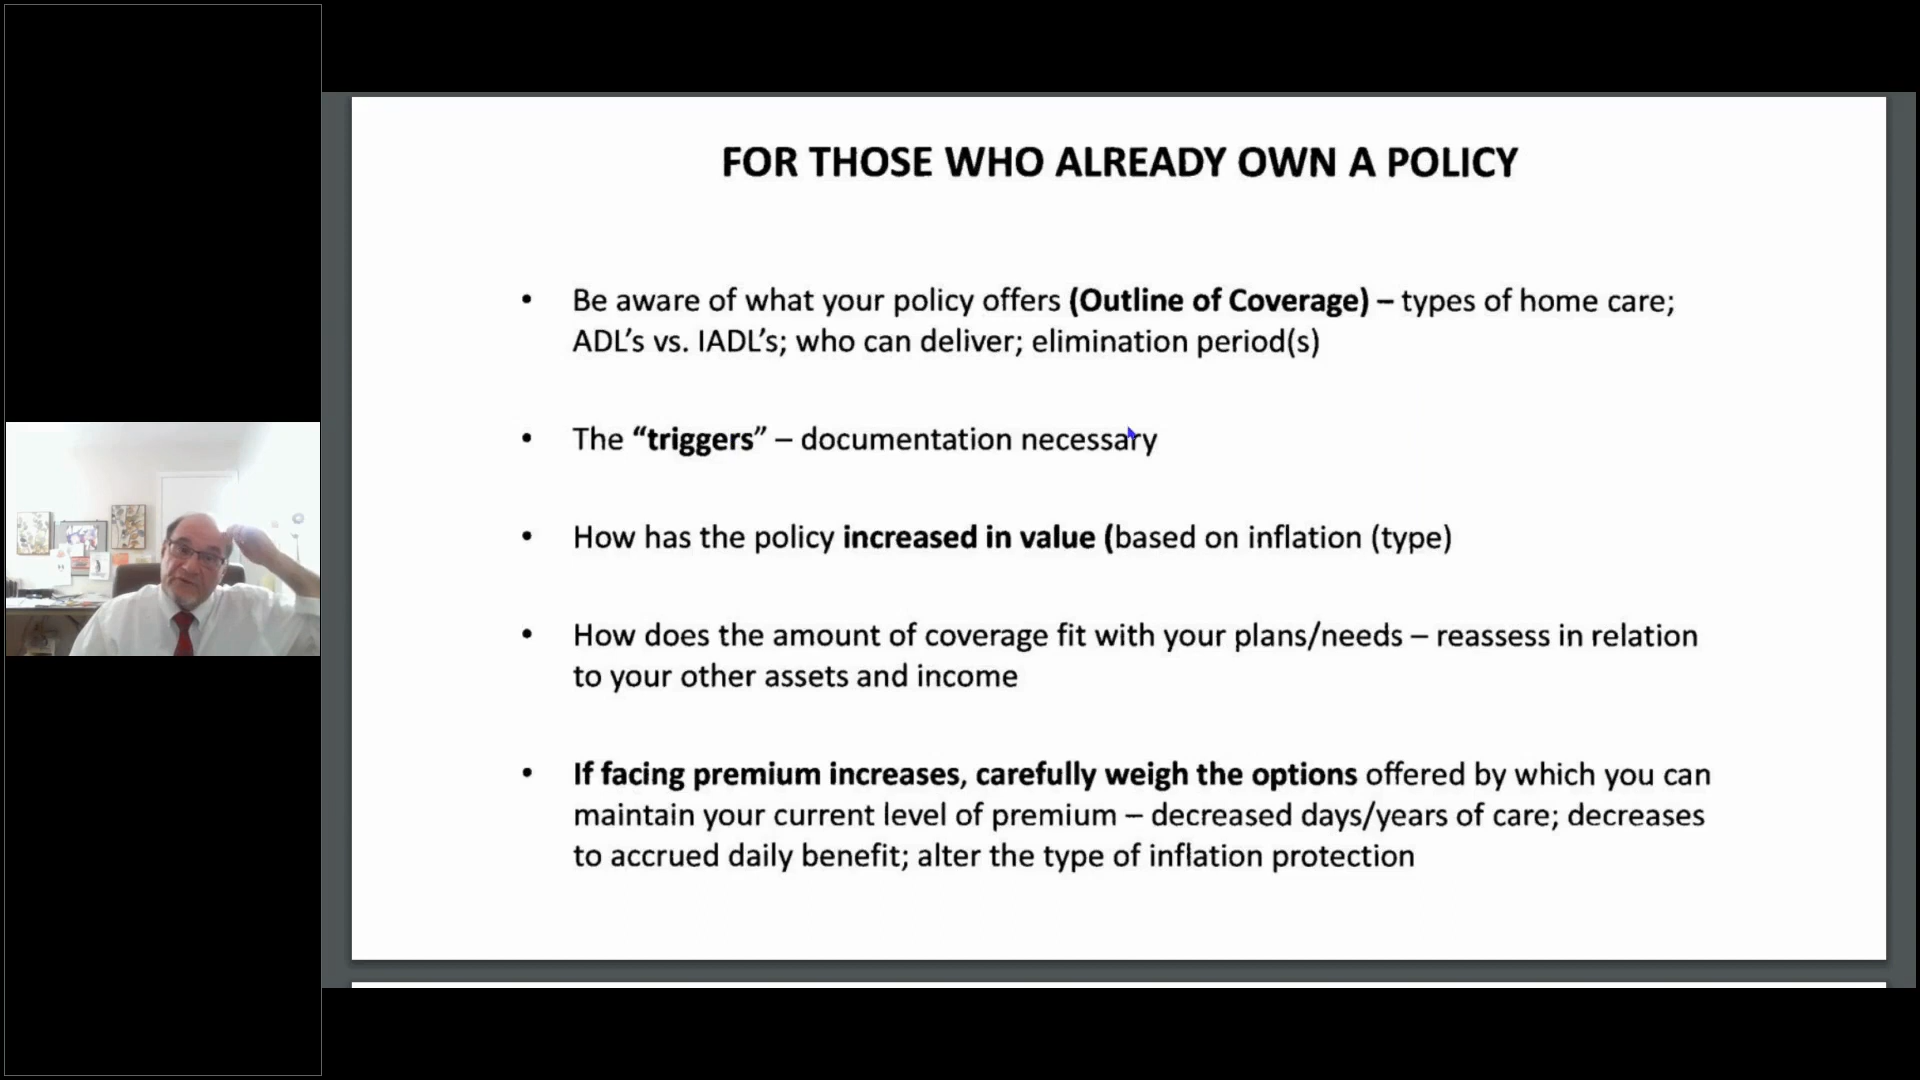 FOR THOSE WHO ALREADY OWN A POLICY
• Be aware of what your policy offers (Outline of Coverage) – types of home care;
ADL’s vs. IADL’s; who can deliver; elimination period(s)
• The “triggers” – documentation necessary
• How has the policy increased in value (based on inflation (type)
• How does the amount of coverage fit with your plans/needs – reassess in relation
to your other assets and income
• If facing premium increases, carefully weigh the options offered by which you can
maintain your current level of premium – decreased days/years of care; decreases
to accrued daily benefit; alter the type of inflation protection